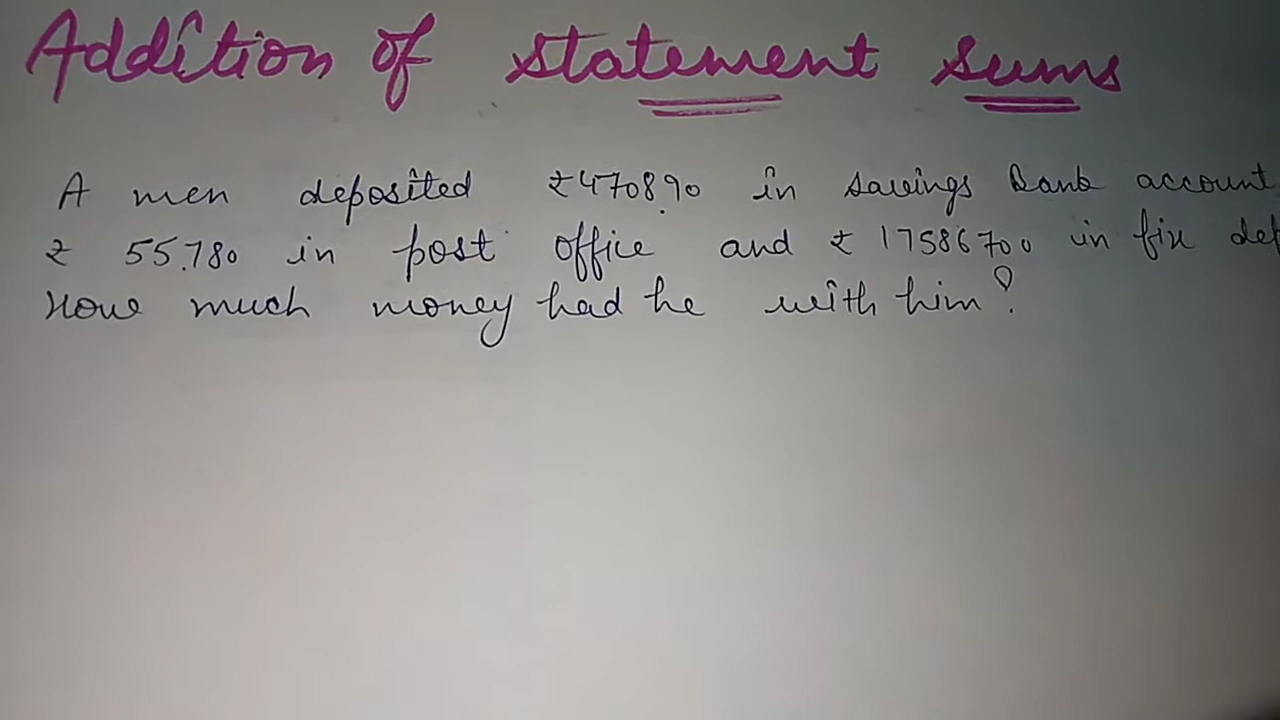 Addition of statement sums
A men deposited ₹470890 in savings Bank account
₹ 55780 in post office and ₹ 17586700 in fix dep
How much money had he with him?